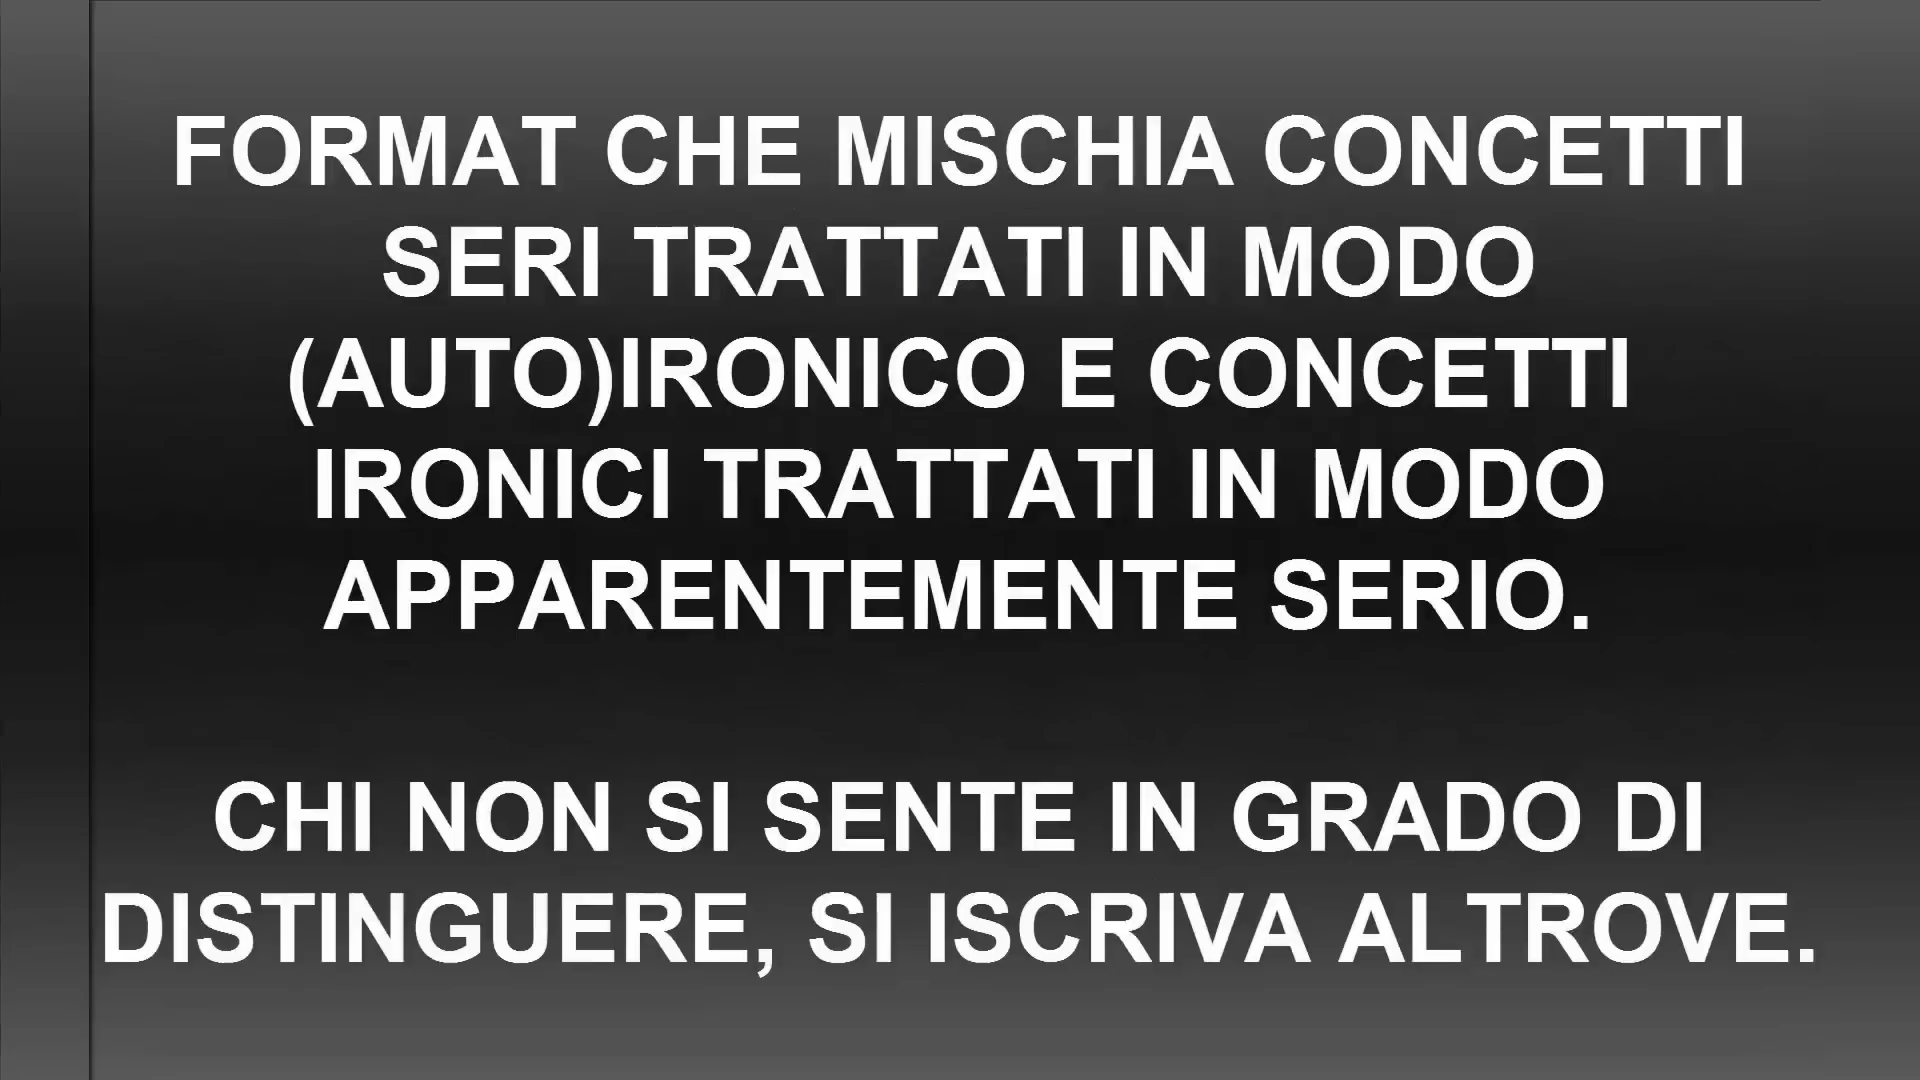 FORMAT CHE MISCHIA CONCETTI
SERI TRATTATI IN MODO
(AUTO)IRONICO E CONCETTI
IRONICI TRATTATI IN MODO
APPARENTEMENTE SERIO.
CHI NON SI SENTE IN GRADO DI
DISTINGUERE, SI ISCRIVA ALTROVE.